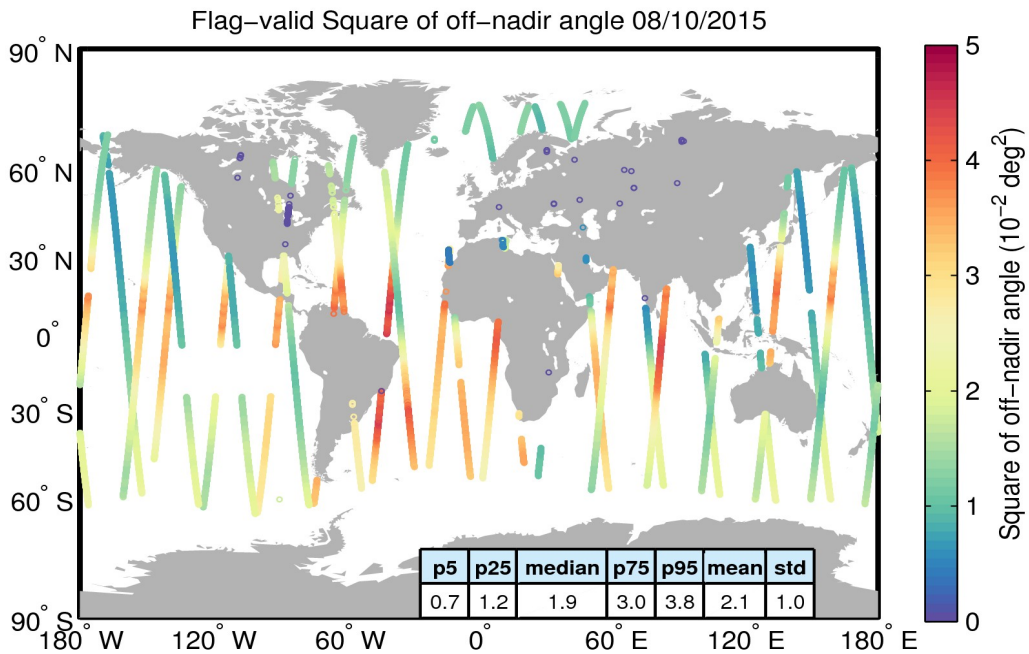 Flag−valid Square of off−nadir angle 08/10/2015
90° N
60° N
30° N
0°
30° S
60° S
90° S
180° W
120° W
60° W
0°
60° E
120° E
180° E
p5 p25 median p75 p95 mean std
0.7 1.2 1.9 3.0 3.8 2.1 1.0
5
4
3
2
1
0
Square of off−nadir angle (10⁻² deg²)